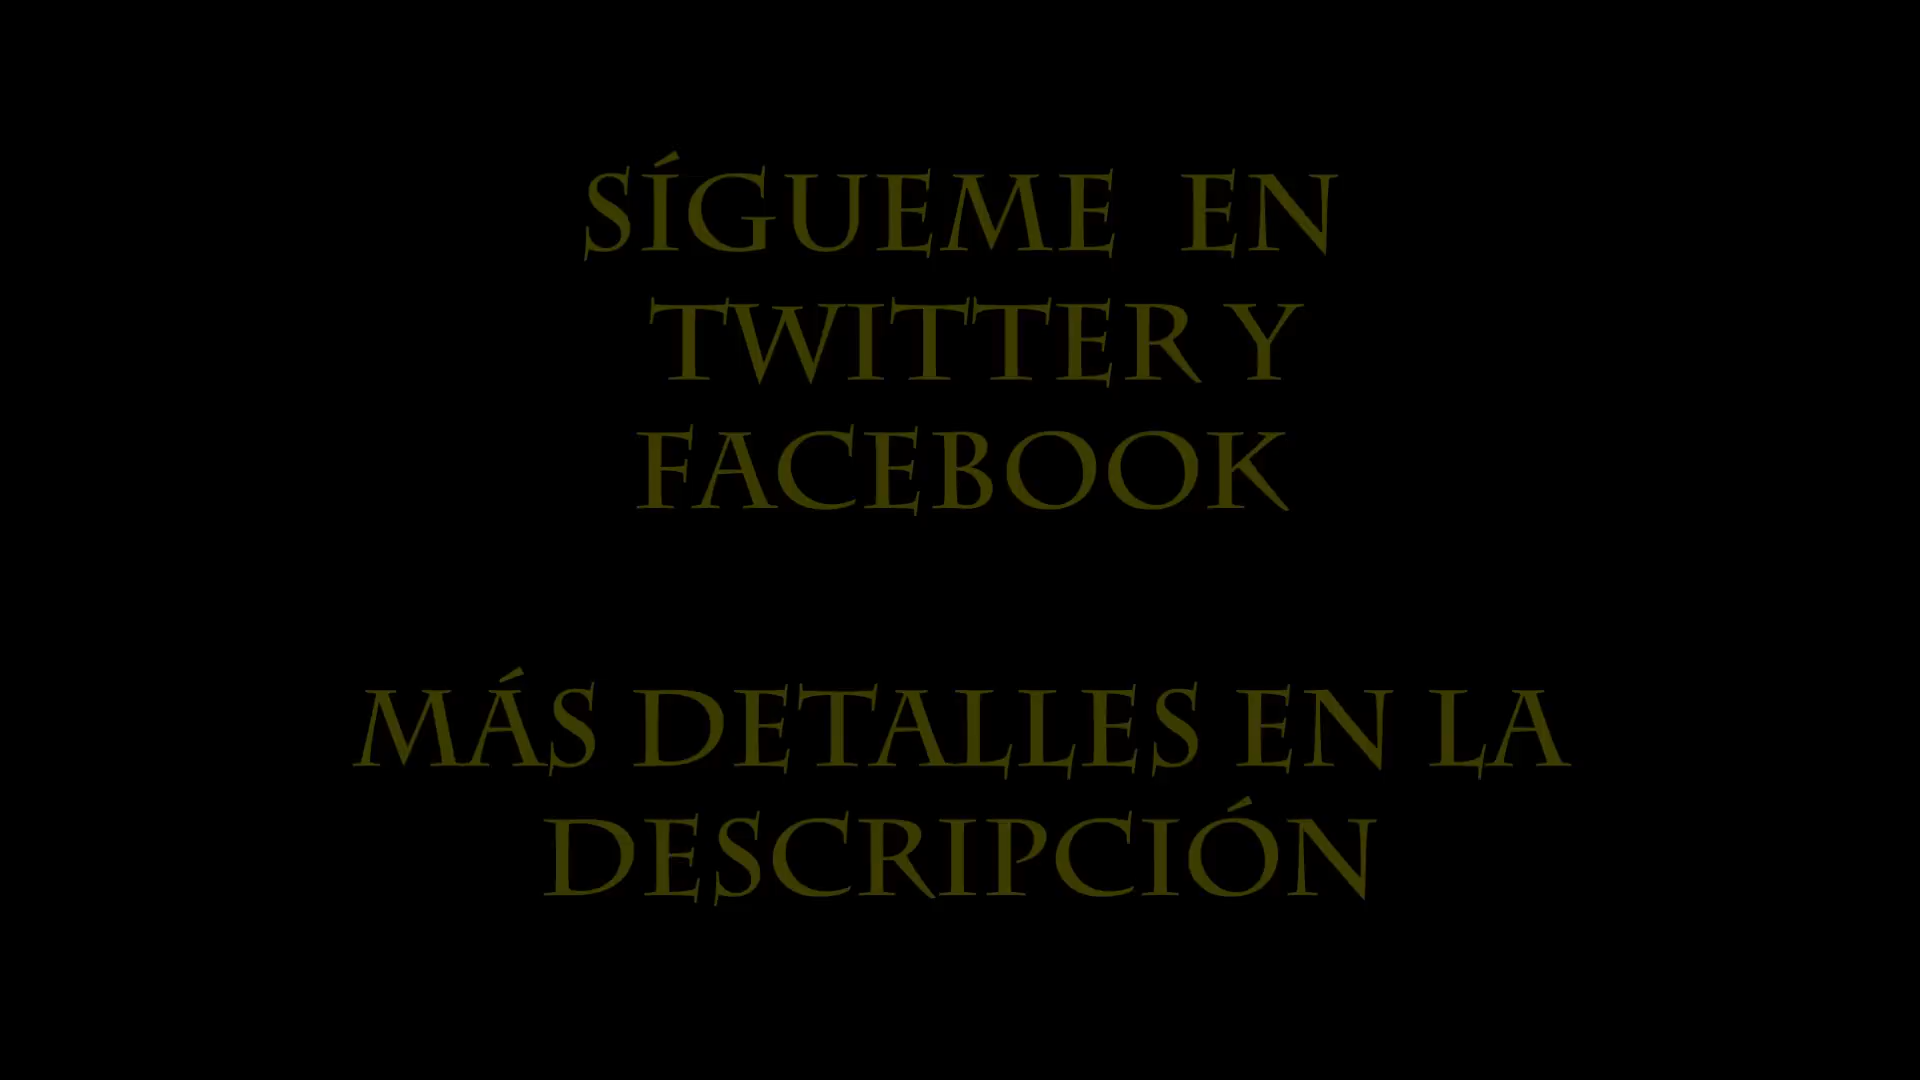 SÍGUEME EN
TWITTER Y
FACEBOOK
MÁS DETALLES EN LA
DESCRIPCIÓN